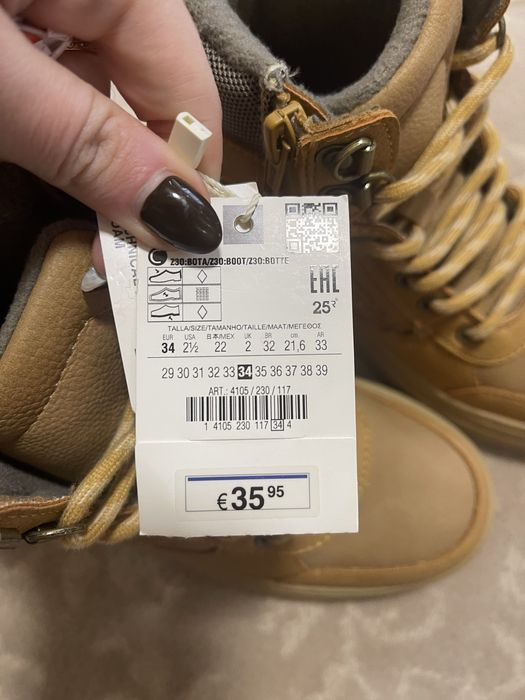 Z30:BOTA/Z30:BOOT/Z30:BOTTE
EAC
25
TALLA/SIZE/TAMANHO/TAILLE/MAAT/ΜΕΓΕΘΟΣ
EUR USA 日本/MEX UK BR cm AR
34 2½ 22 2 32 21,6 33
29 30 31 32 33 34 35 36 37 38 39
ART.: 4105 / 230 / 117
1 4105 230 117 34 4
€35 95